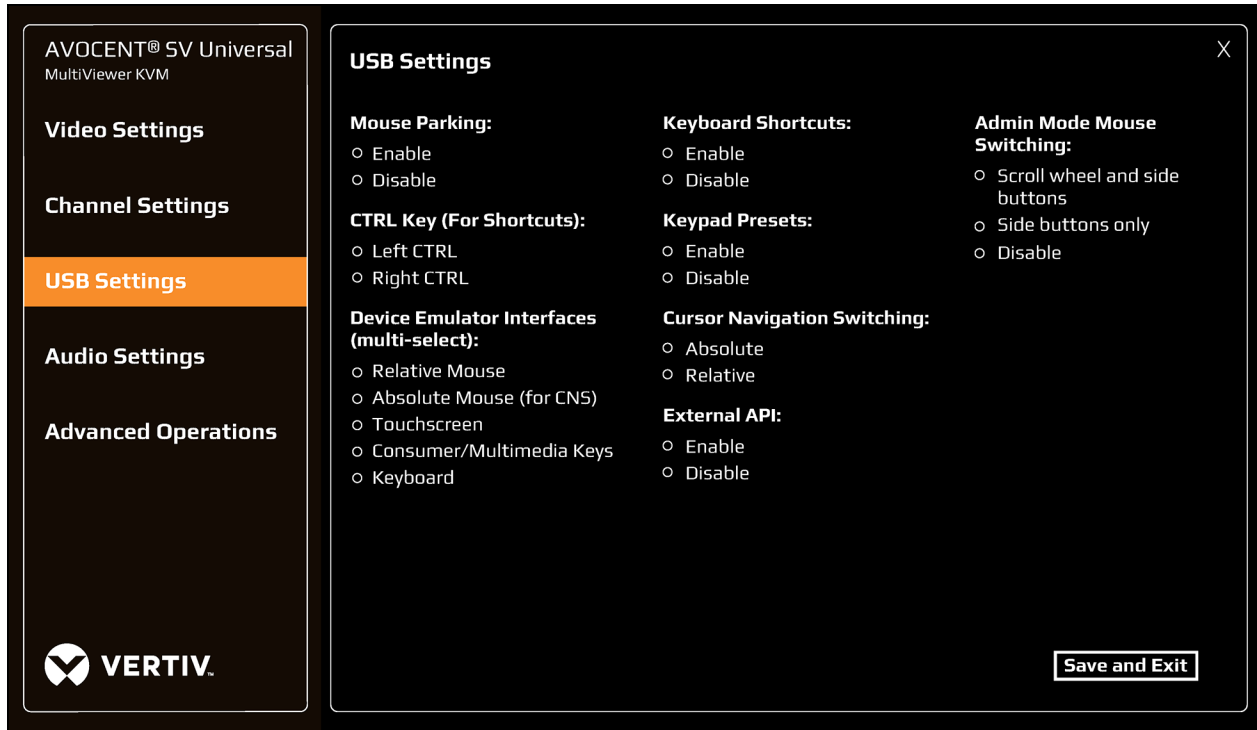 AVOCENT® SV Universal
MultiViewer KVM
Video Settings
Channel Settings
USB Settings
Audio Settings
Advanced Operations
VERTIV™
USB Settings
X
Mouse Parking:
Enable
Disable
CTRL Key (For Shortcuts):
Left CTRL
Right CTRL
Device Emulator Interfaces
(multi-select):
Relative Mouse
Absolute Mouse (for CNS)
Touchscreen
Consumer/Multimedia Keys
Keyboard
Keyboard Shortcuts:
Enable
Disable
Keypad Presets:
Enable
Disable
Cursor Navigation Switching:
Absolute
Relative
External API:
Enable
Disable
Admin Mode Mouse
Switching:
Scroll wheel and side
buttons
Side buttons only
Disable
Save and Exit